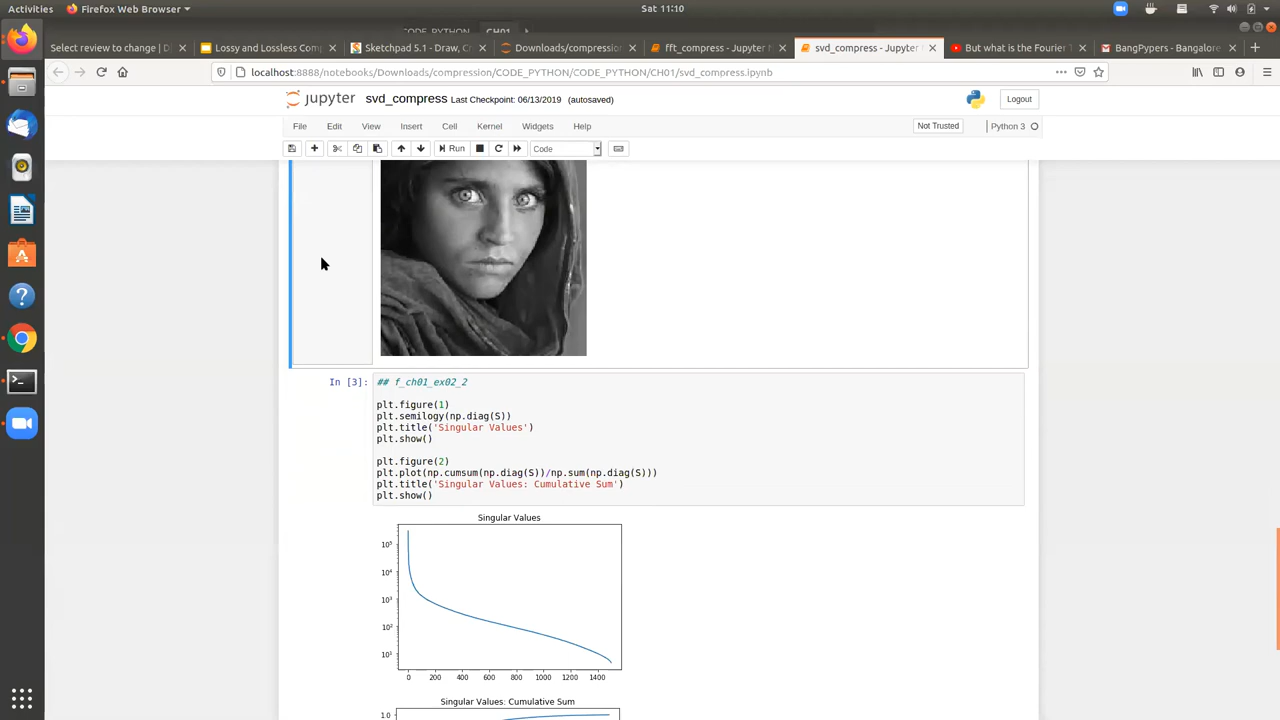 Activities
Firefox Web Browser
Sat 11:10
CODE_PYTHON
CH01
Select review to change | D
Lossy and Lossless Com
Sketchpad 5.1 - Draw, C
Downloads/compression
fft_compress - Jupyter N
svd_compress - Jupyter
But what is the Fourier T
BangPypers - Bangalore
localhost:8888/notebooks/Downloads/compression/CODE_PYTHON/CODE_PYTHON/CH01/svd_compress.ipynb
jupyter svd_compress Last Checkpoint: 06/13/2019 (autosaved)
Logout
File Edit View Insert Cell Kernel Widgets Help
Not Trusted
Python 3
Run
Code
In [3]:
## f_ch01_ex02_2
plt.figure(1)
plt.semilogy(np.diag(S))
plt.title('Singular Values')
plt.show()
plt.figure(2)
plt.plot(np.cumsum(np.diag(S))/np.sum(np.diag(S)))
plt.title('Singular Values: Cumulative Sum')
plt.show()
Singular Values
10⁵
10⁴
10³
10²
10¹
0 200 400 600 800 1000 1200 1400
Singular Values: Cumulative Sum
1.0